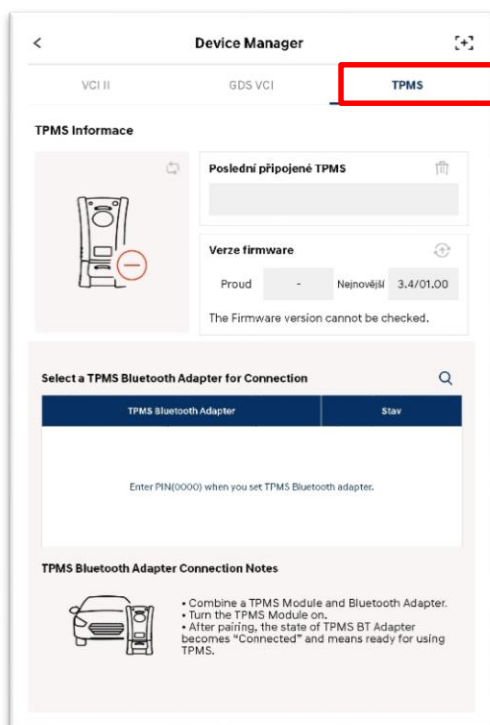 Device Manager
VCI II
GDS VCI
TPMS
TPMS Informace
Poslední připojené TPMS
Verze firmware
Proud
-
Nejnovější
3.4/01.00
The Firmware version cannot be checked.
Select a TPMS Bluetooth Adapter for Connection
TPMS Bluetooth Adapter
Stav
Enter PIN(0000) when you set TPMS Bluetooth adapter.
TPMS Bluetooth Adapter Connection Notes
• Combine a TPMS Module and Bluetooth Adapter.
• Turn the TPMS Module on.
• After pairing, the state of TPMS BT Adapter
becomes "Connected" and means ready for using
TPMS.